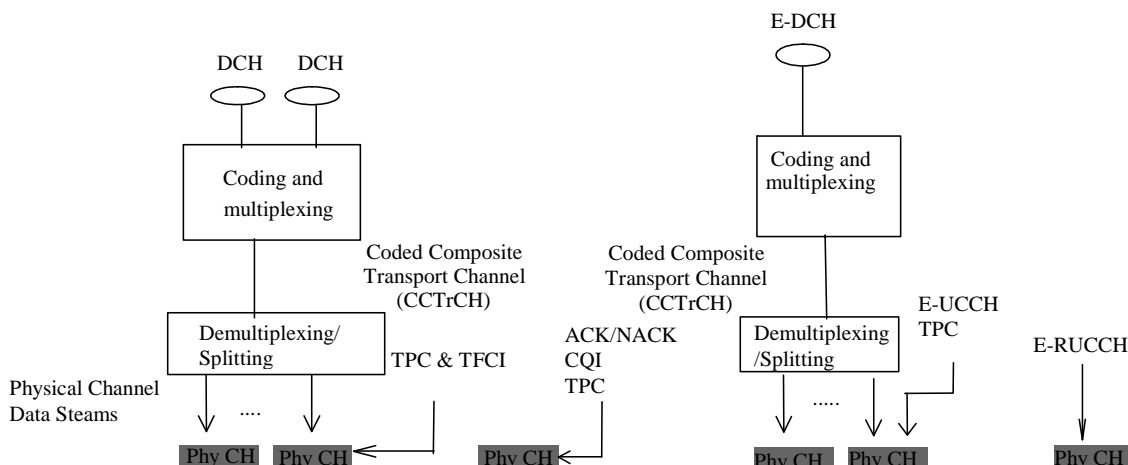 E-DCH
DCH
DCH
Coding and
multiplexing
Coding and
multiplexing
Coded Composite
Transport Channel
(CCTrCH)
Coded Composite
Transport Channel
(CCTrCH)
Demultiplexing/
Splitting
TPC & TFCI
ACK/NACK
CQI
TPC
Demultiplexing
/Splitting
E-UCCH
TPC
E-RUCCH
Physical Channel
Data Steams
....
.....
Phy CH
Phy CH
Phy CH
Phy CH
Phy CH
Phy CH